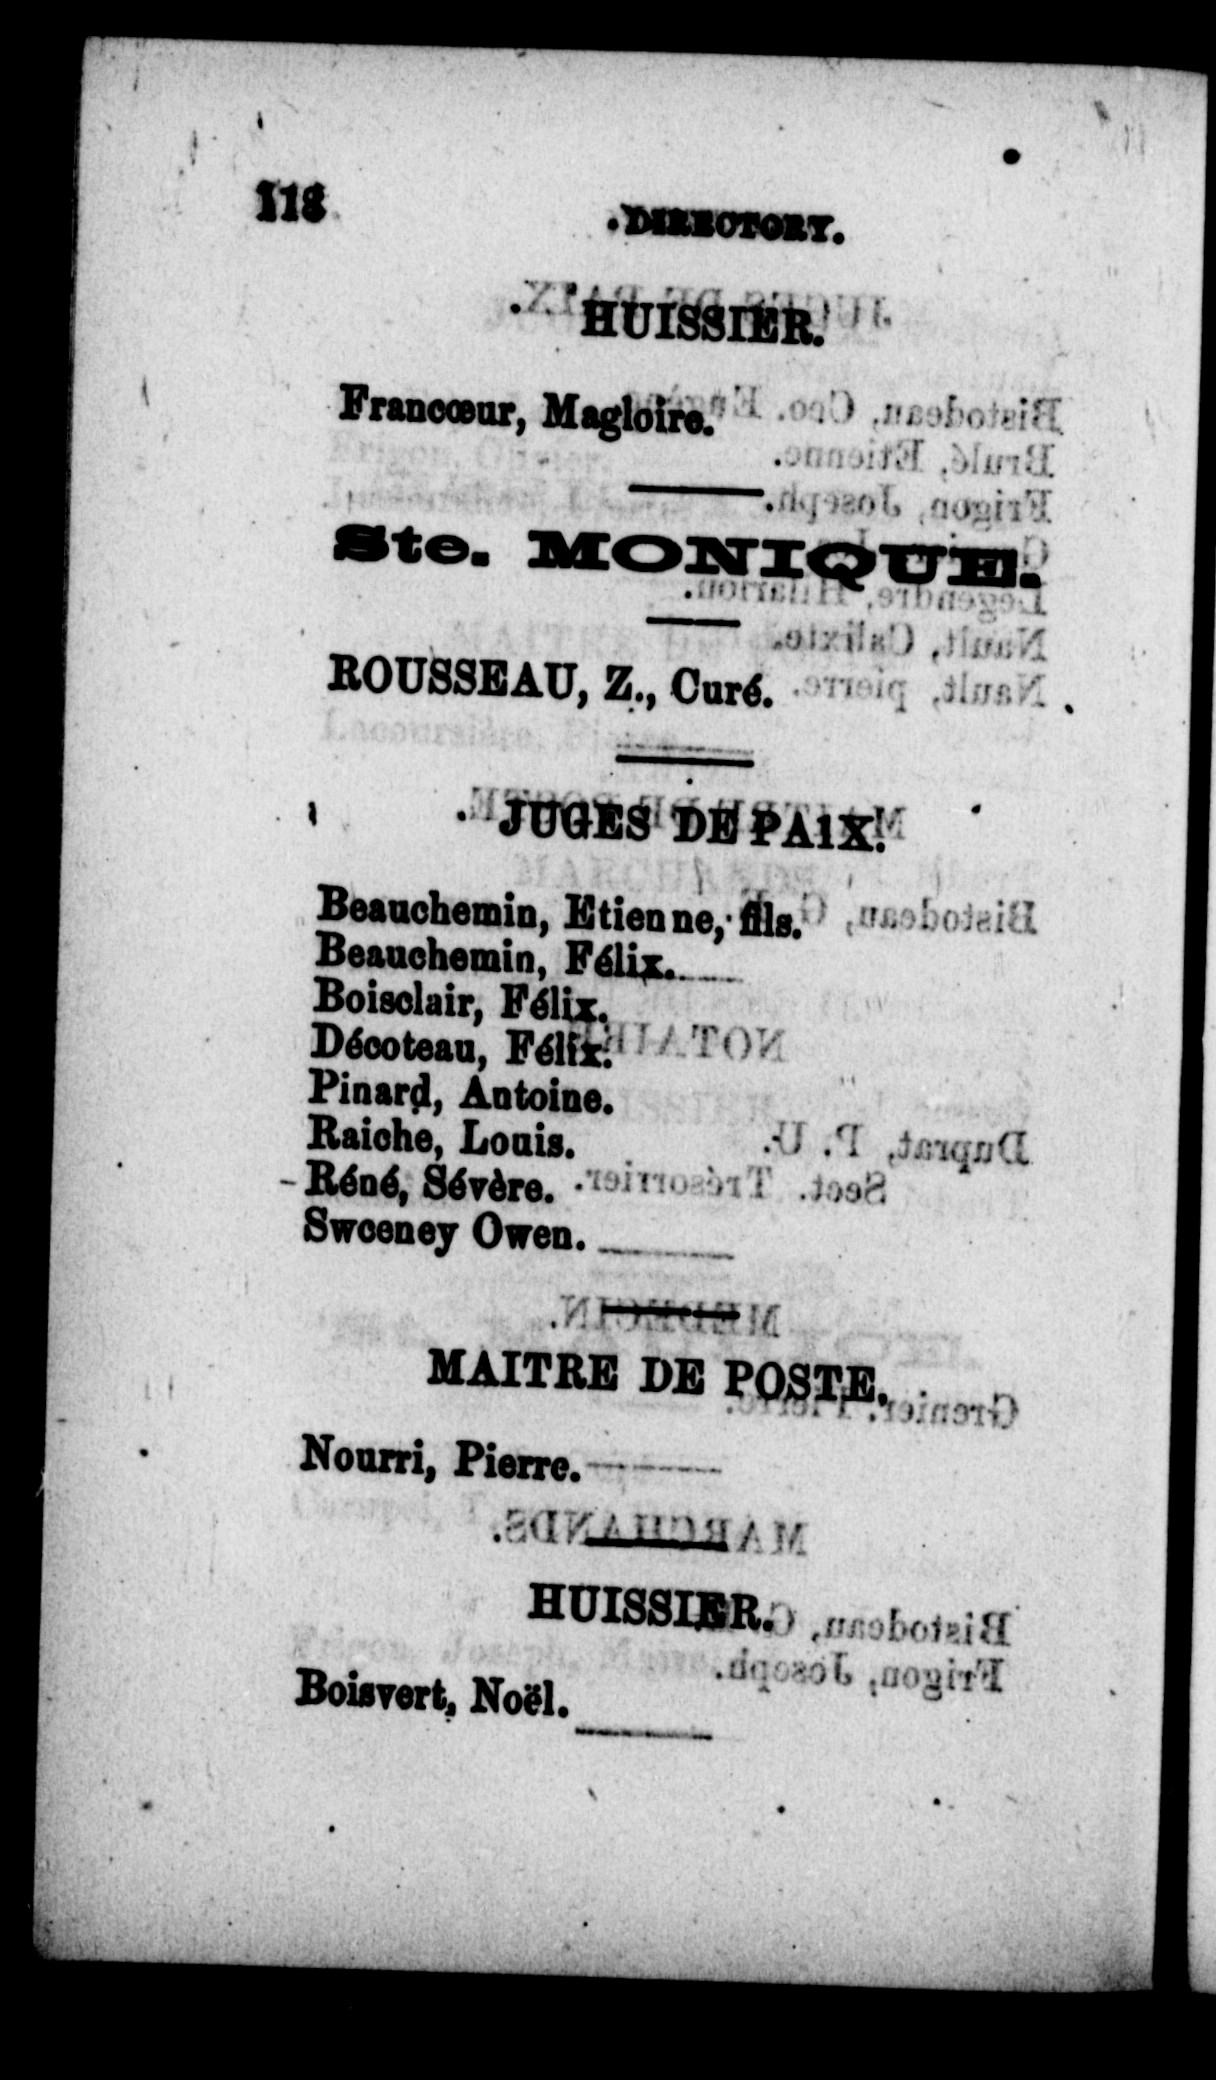 118
DIRECTORY.
HUISSIER.
Francœur, Magloire.
Ste. MONIQUE.
ROUSSEAU, Z., Curé.
JUGES DE PAIX.
Beauchemin, Etienne, fils.
Beauchemin, Félix.
Boisclair, Félix.
Décoteau, Félix.
Pinard, Antoine.
Raiche, Louis.
Réné, Sévère.
Sweeney Owen.
MAITRE DE POSTE.
Nourri, Pierre.
HUISSIER.
Boisvert, Noël.